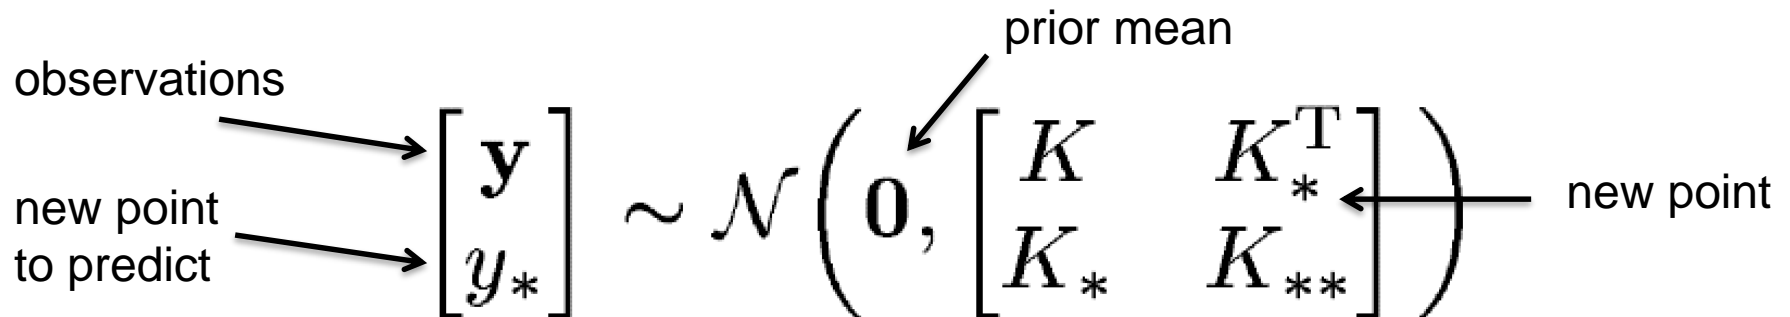 prior mean
observations
new point
to predict
[y y_*] ~ N(0, [K K_*^T K_* K_**])
new point